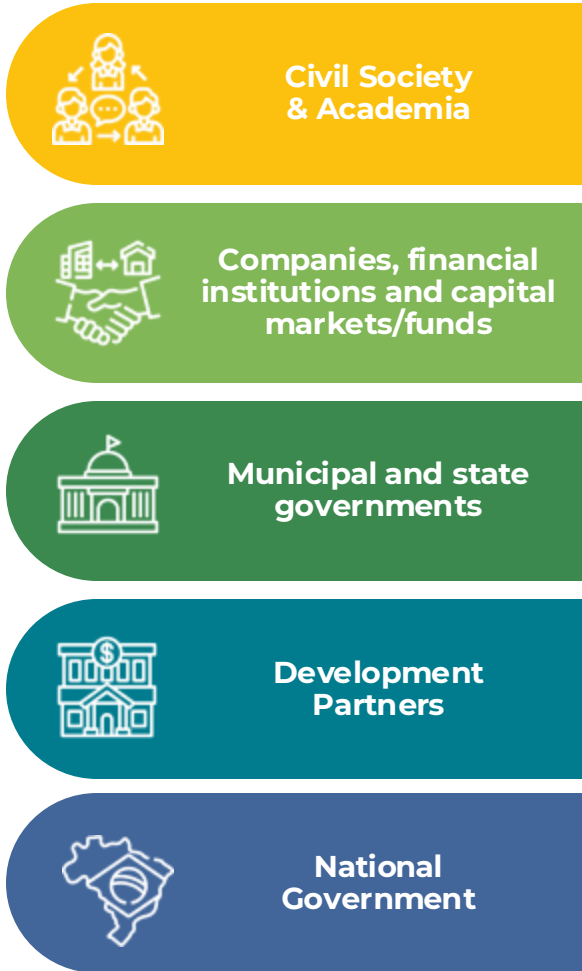 Civil Society
& Academia
Companies, financial
institutions and capital
markets/funds
Municipal and state
governments
$
Development
Partners
National
Government